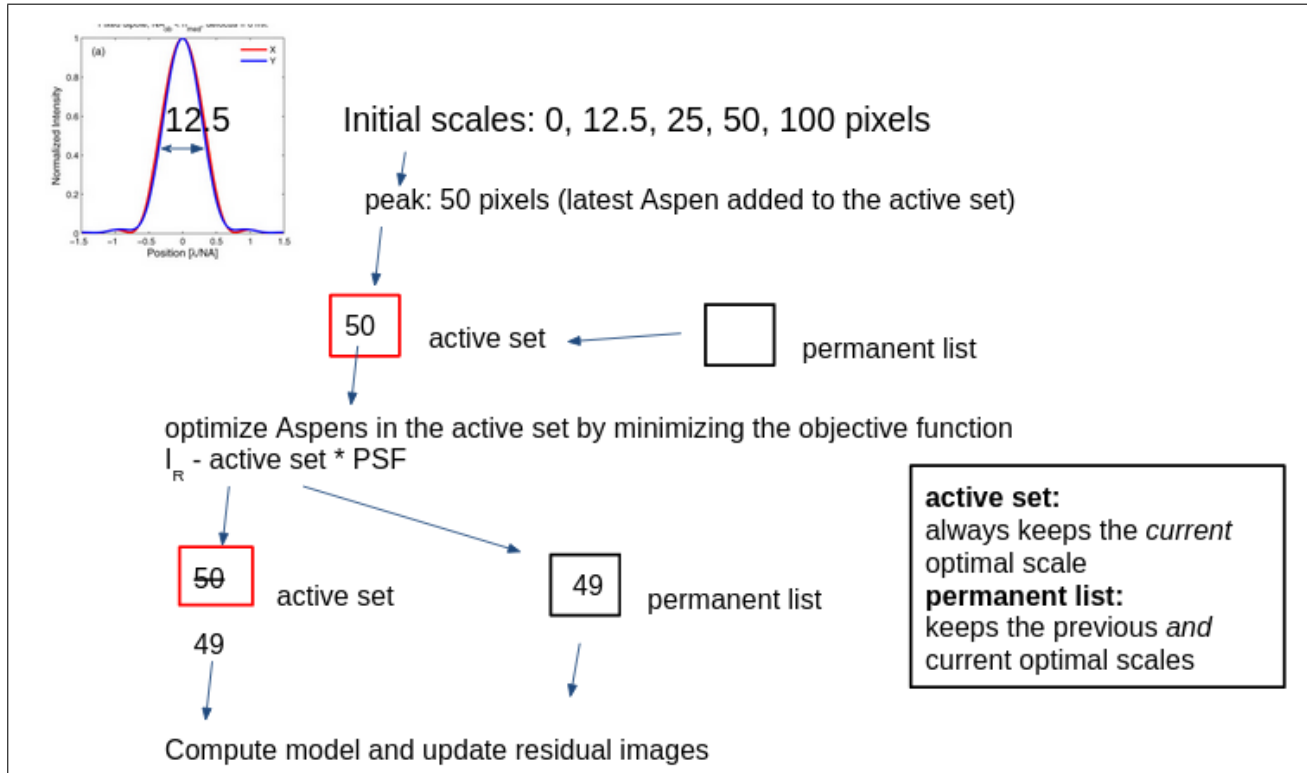 (a)
X
Y
1
0.8
0.6
0.4
0.2
0
Normalized Intensity
12.5
−1.5 −1 −0.5 0 0.5 1 1.5
Position [λ/NA]
Initial scales: 0, 12.5, 25, 50, 100 pixels
peak: 50 pixels (latest Aspen added to the active set)
50
active set
permanent list
optimize Aspens in the active set by minimizing the objective function
I_R - active set * PSF
50
active set
49
49
permanent list
active set:
always keeps the current
optimal scale
permanent list:
keeps the previous and
current optimal scales
Compute model and update residual images